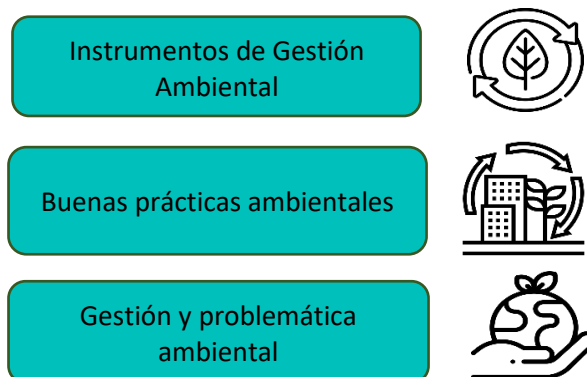 Instrumentos de Gestión
Ambiental
Buenas prácticas ambientales
Gestión y problemática
ambiental